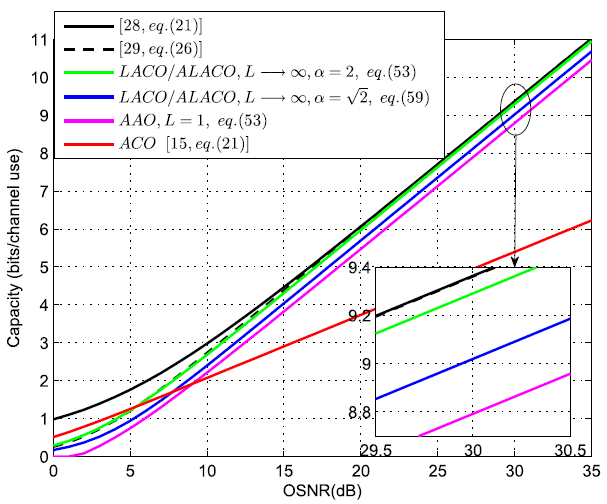 [28, eq.(21)]
[29, eq.(26)]
LACO/ALACO, L ⟶ ∞, α = 2, eq.(53)
LACO/ALACO, L ⟶ ∞, α = √2, eq.(59)
AAO, L = 1, eq.(53)
ACO [15, eq.(21)]
Capacity (bits/channel use)
11
10
9
8
7
6
5
4
3
2
1
0
9.4
9.2
9
8.8
29.5 30 30.5
0 5 10 15 20 25 30 35
OSNR(dB)